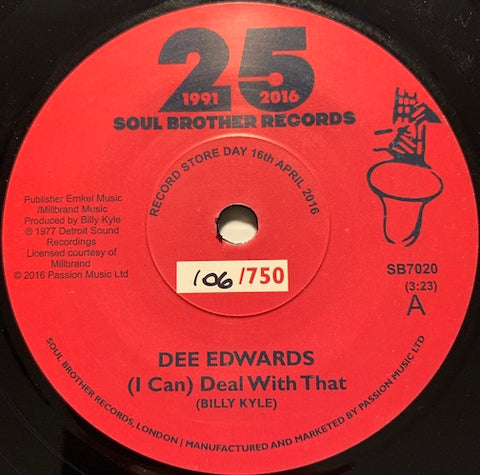 25
1991 2016
SOUL BROTHER RECORDS
RECORD STORE DAY 16th APRIL 2016
Publisher Ernkel Music
/Millbrand Music
Produced by Billy Kyle
℗ 1977 Detroit Sound
Recordings
Licensed courtesy of
Millbrand
© 2016 Passion Music Ltd
106/750
SB7020
(3:23)
A
DEE EDWARDS
(I Can) Deal With That
(BILLY KYLE)
SOUL BROTHER RECORDS, LONDON | MANUFACTURED AND MARKETED BY PASSION MUSIC LTD